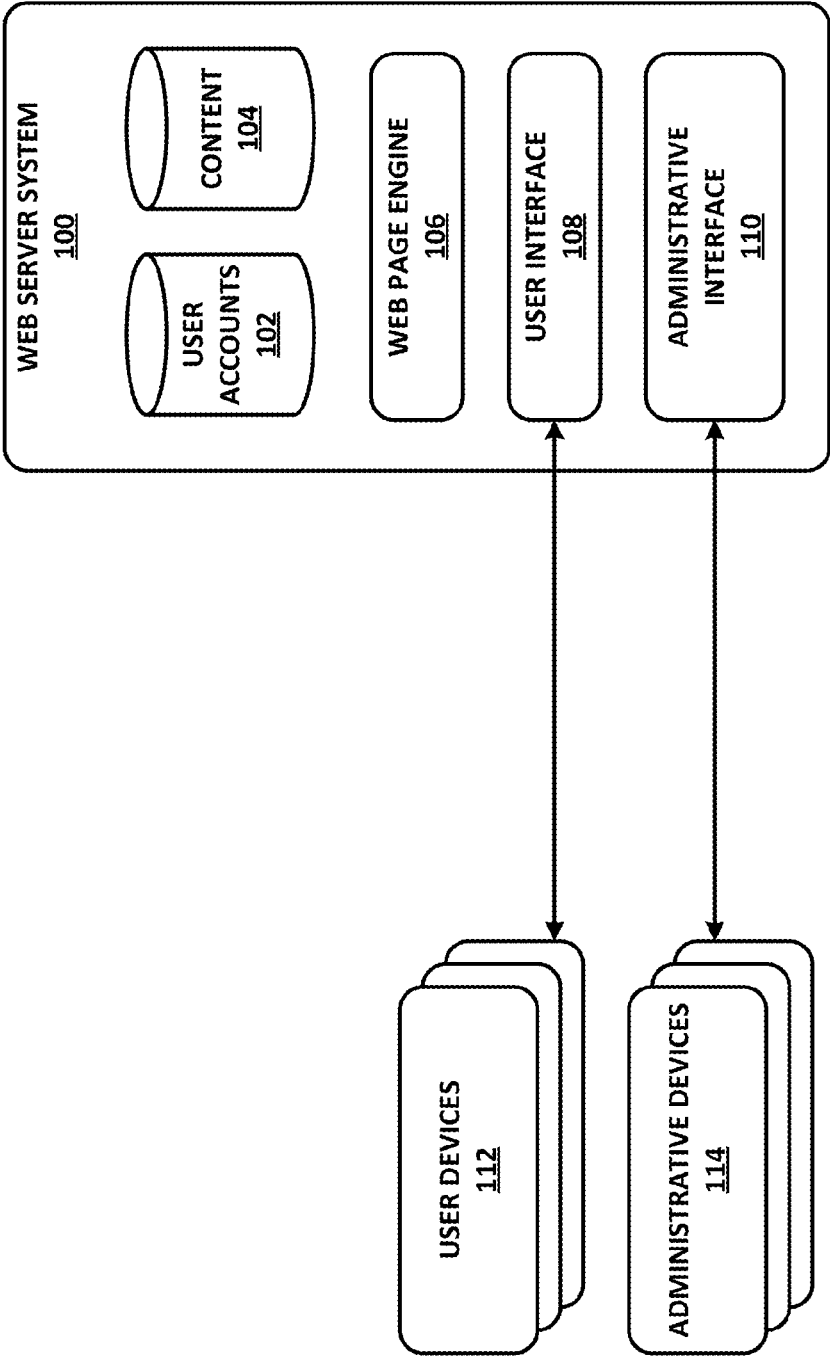 WEB SERVER SYSTEM
100
USER
ACCOUNTS
102
CONTENT
104
WEB PAGE ENGINE
106
USER INTERFACE
108
ADMINISTRATIVE
INTERFACE
110
USER DEVICES
112
ADMINISTRATIVE DEVICES
114